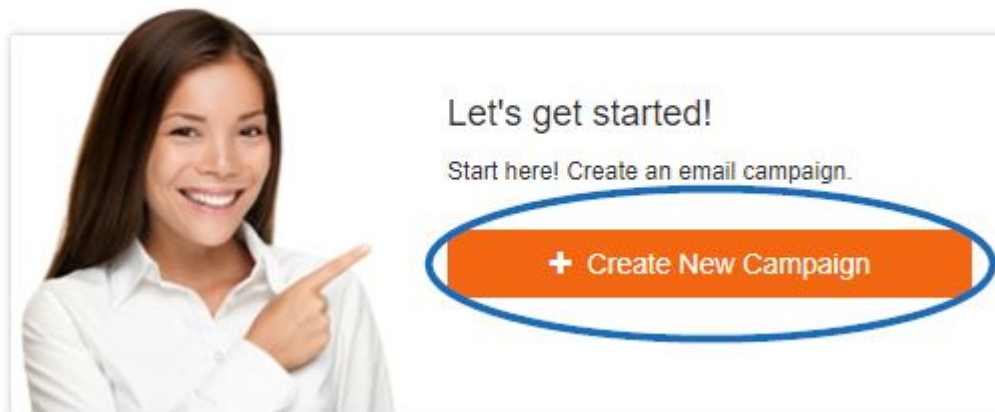 Let's get started!
Start here! Create an email campaign.
+ Create New Campaign